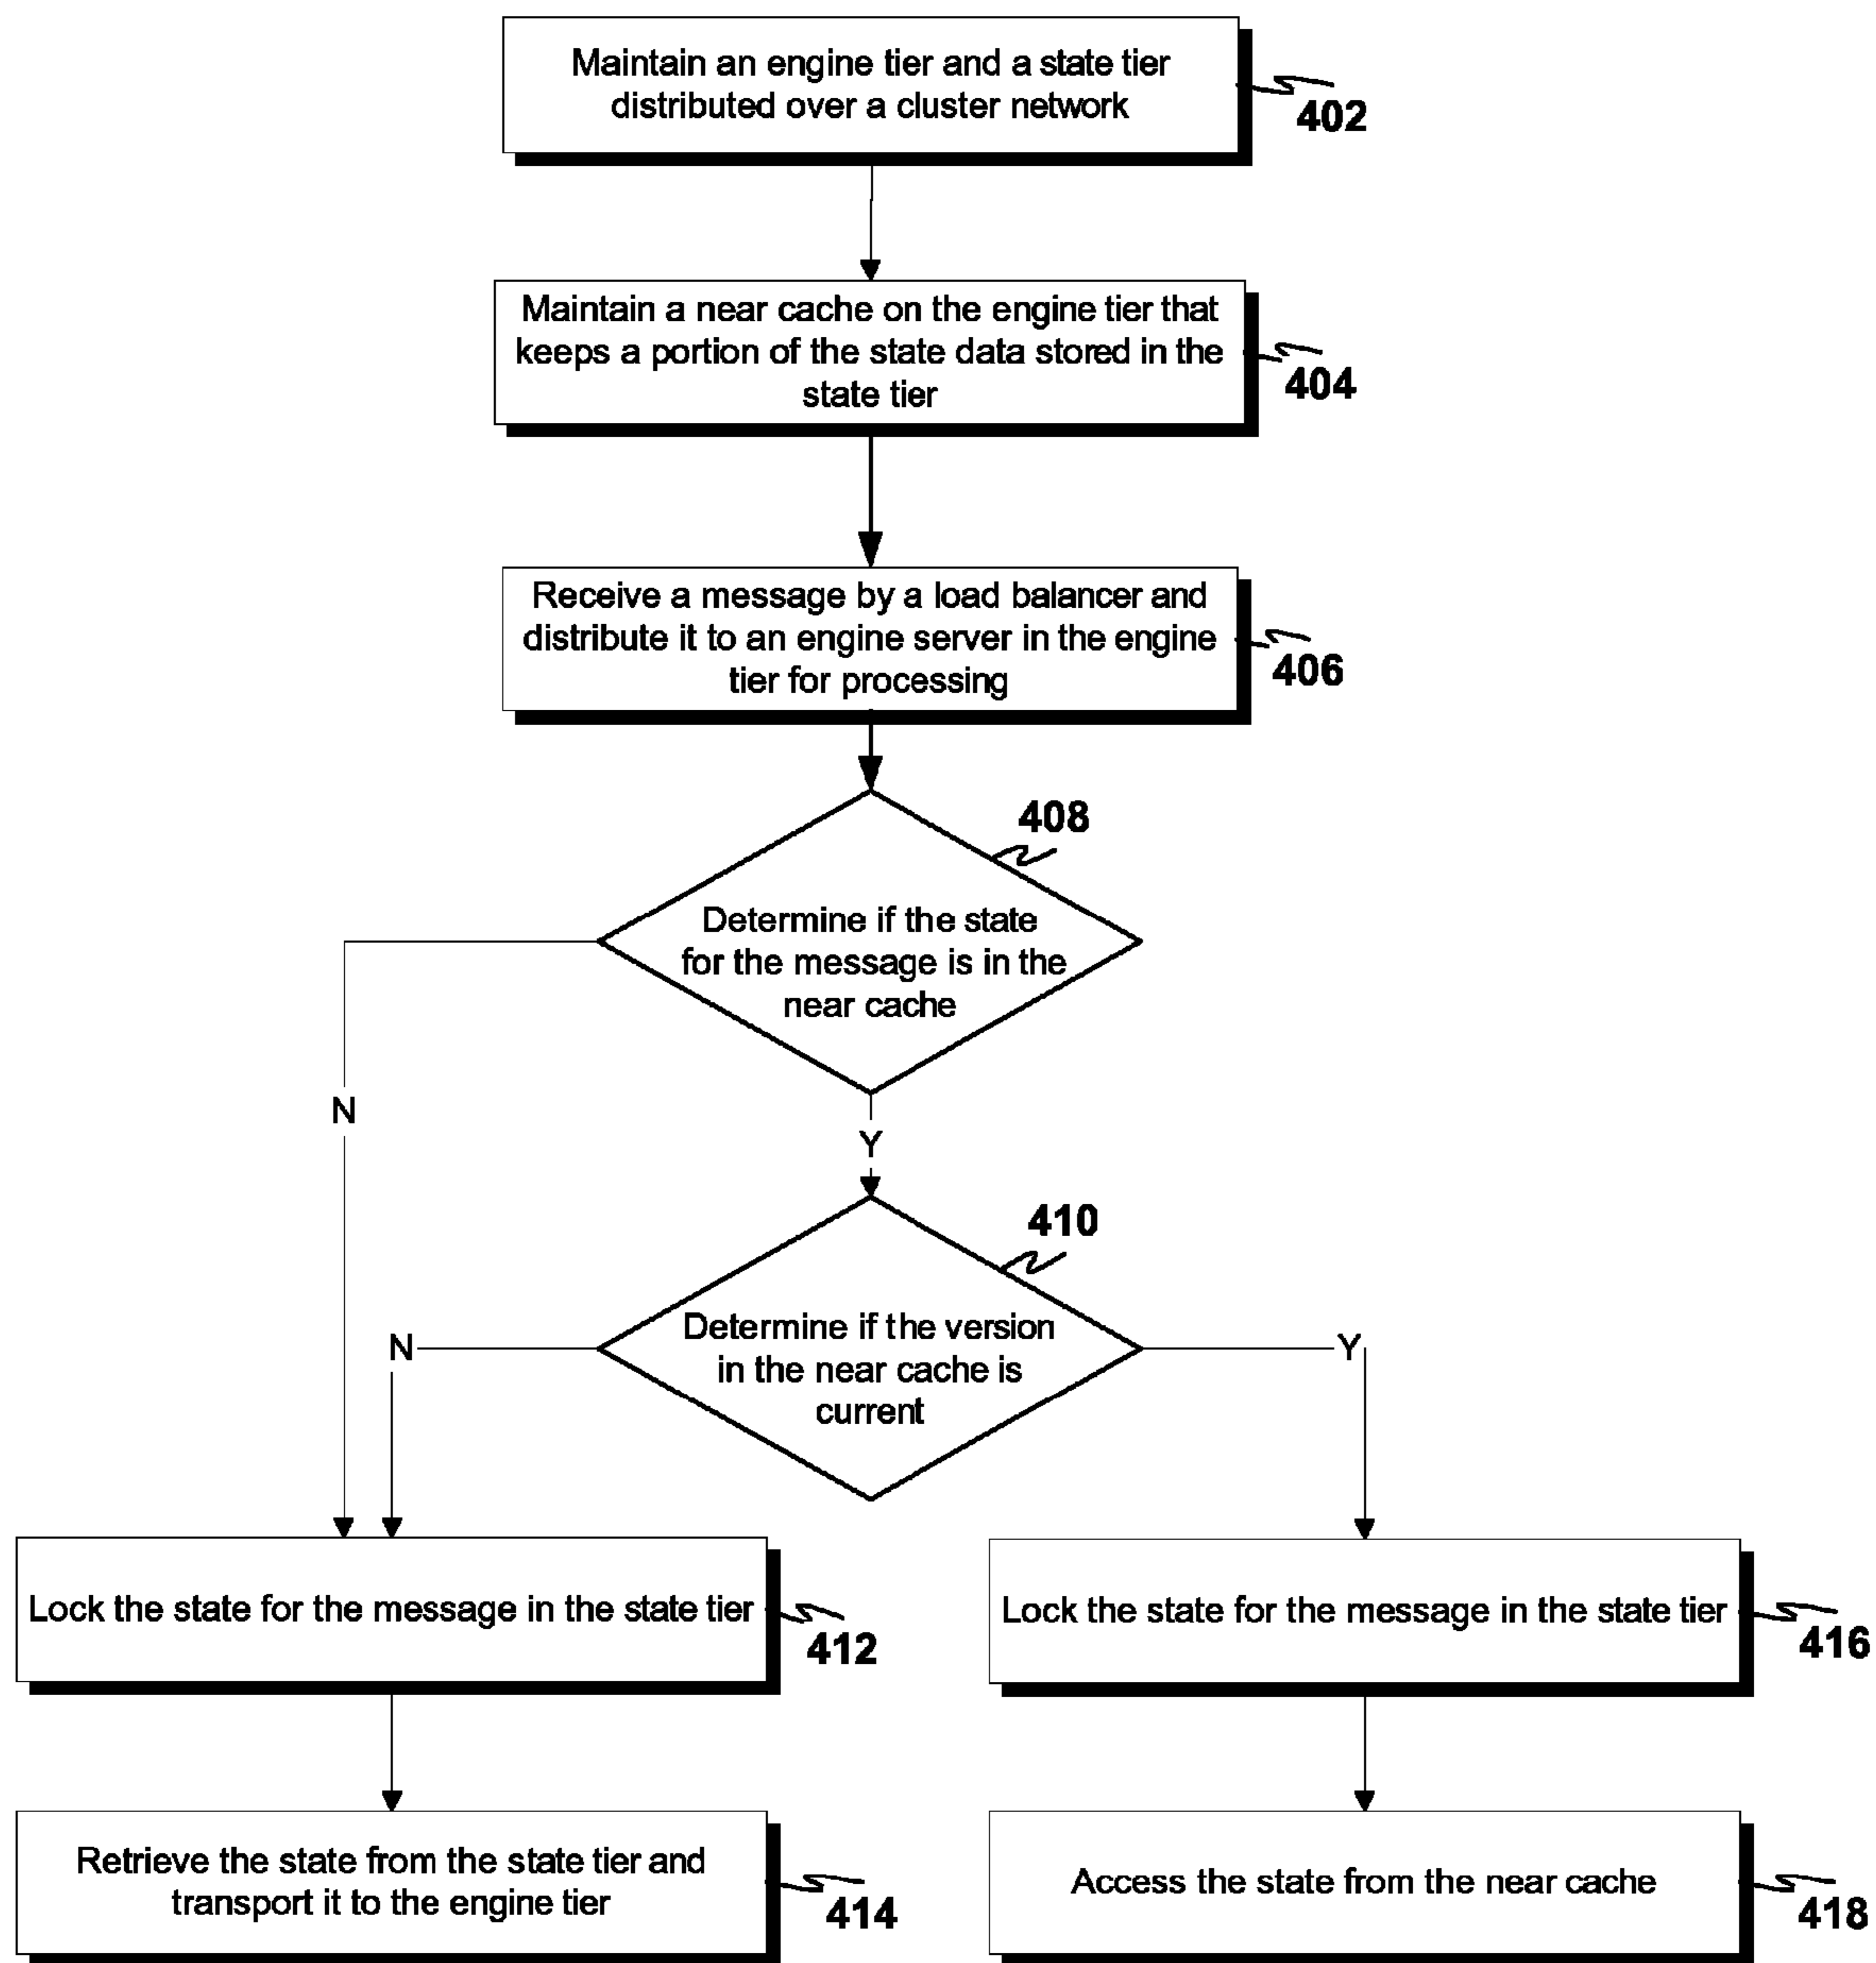 Maintain an engine tier and a state tier
distributed over a cluster network
402
Maintain a near cache on the engine tier that
keeps a portion of the state data stored in the
state tier
404
Receive a message by a load balancer and
distribute it to an engine server in the engine
tier for processing
406
408
Determine if the state
for the message is in the
near cache
N
Y
410
Determine if the version
in the near cache is
current
N
Y
Lock the state for the message in the state tier
412
Lock the state for the message in the state tier
416
Retrieve the state from the state tier and
transport it to the engine tier
414
Access the state from the near cache
418